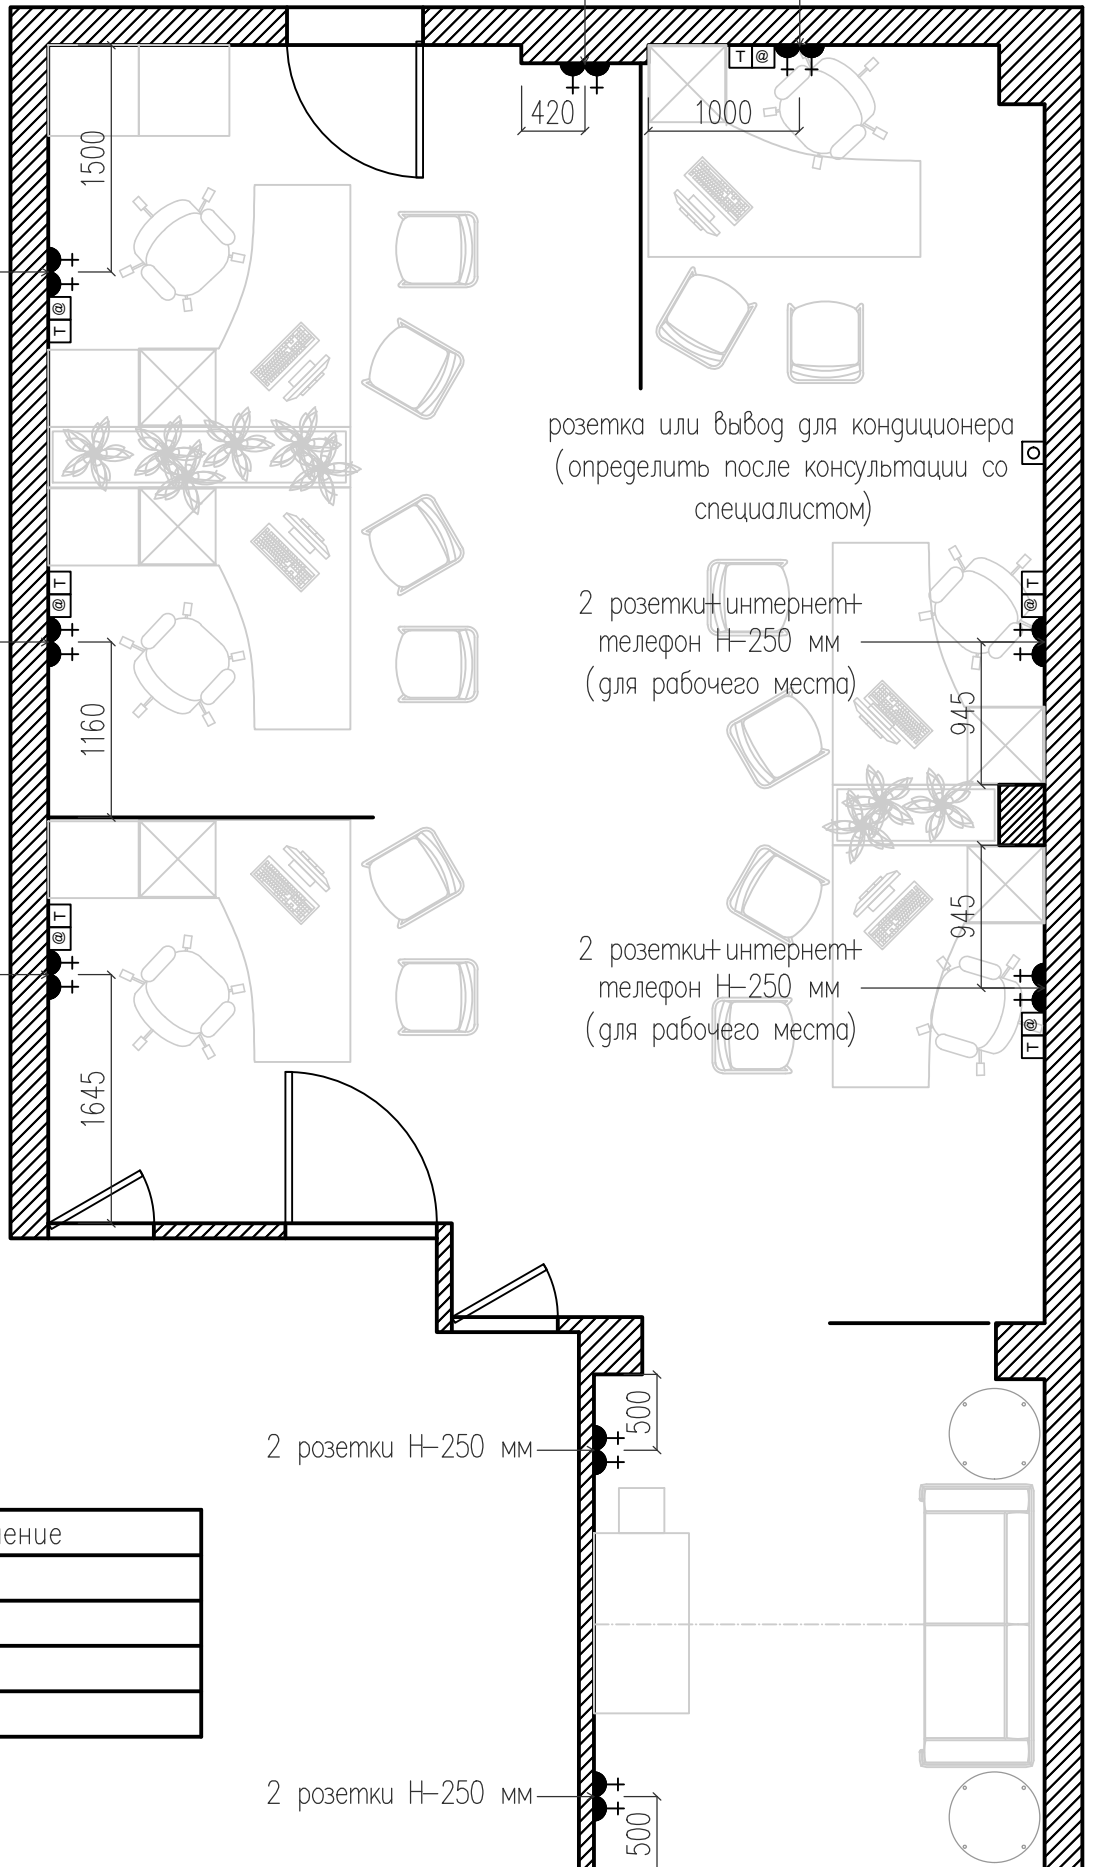 T @
420
1000
1500
@
T
розетка или вывод для кондиционера
(определить после консультации со
специалистом)
T
@
T
@
2 розетки+интернет+
телефон H-250 мм
(для рабочего места)
945
1160
T
@
945
2 розетки+интернет+
телефон H-250 мм
(для рабочего места)
@
T
1645
500
2 розетки H-250 мм
ение
2 розетки H-250 мм
500